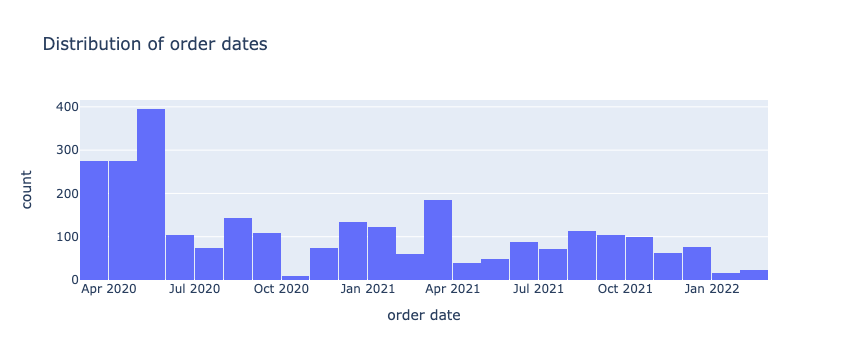 Distribution of order dates
400
300
200
100
0
count
Apr 2020 Jul 2020 Oct 2020 Jan 2021 Apr 2021 Jul 2021 Oct 2021 Jan 2022
order date